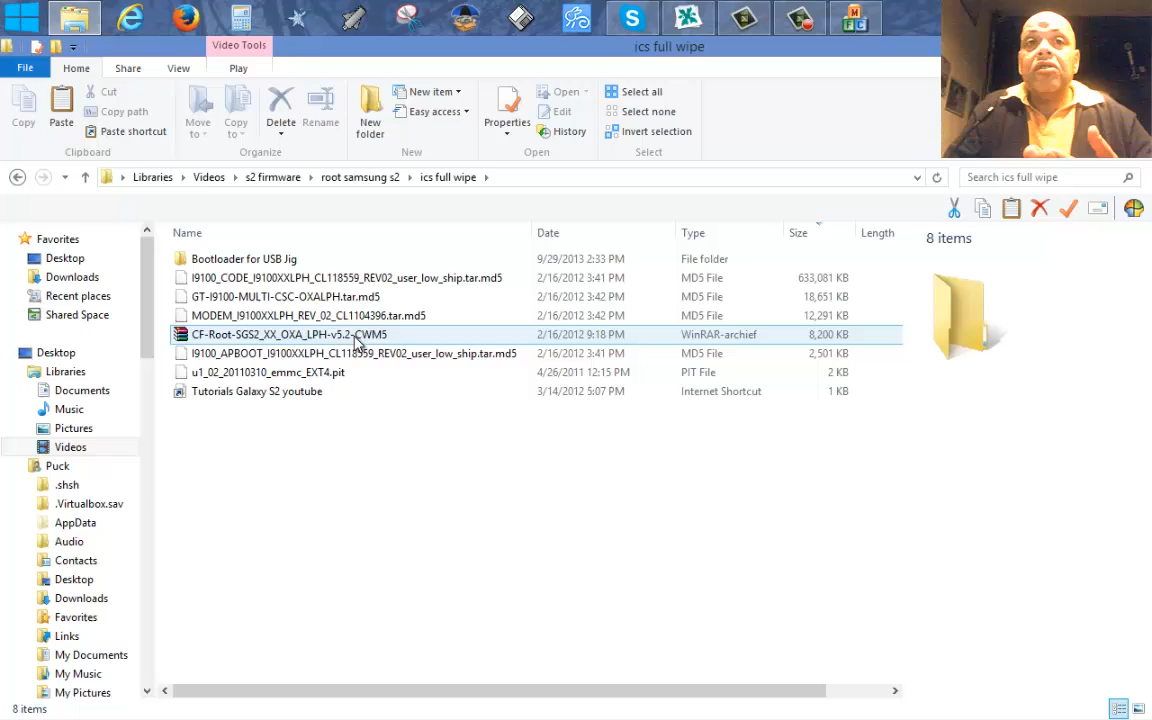 Video Tools
ics full wipe
File
Home
Share
View
Play
Copy
Paste
Cut
Copy path
Paste shortcut
Clipboard
Move to
Copy to
Delete
Rename
Organize
New folder
New item
Easy access
New
Properties
Open
Edit
History
Open
Select all
Select none
Invert selection
Select
Libraries
Videos
s2 firmware
root samsung s2
ics full wipe
Search ics full wipe
Name
Date
Type
Size
Length
8 items
Bootloader for USB Jig 9/29/2013 2:33 PM File folder
I9100_CODE_I9100XXLPH_CL118559_REV02_user_low_ship.tar.md5 2/16/2012 3:41 PM MD5 File 633,081 KB
GT-I9100-MULTI-CSC-OXALPH.tar.md5 2/16/2012 3:42 PM MD5 File 18,651 KB
MODEM_I9100XXLPH_REV_02_CL1104396.tar.md5 2/16/2012 3:42 PM MD5 File 12,291 KB
CF-Root-SGS2_XX_OXA_LPH-v5.2-CWM5 2/16/2012 9:18 PM WinRAR-archief 8,200 KB
I9100_APBOOT_I9100XXLPH_CL118559_REV02_user_low_ship.tar.md5 2/16/2012 3:41 PM MD5 File 2,501 KB
u1_02_20110310_emmc_EXT4.pit 4/26/2011 12:15 PM PIT File 2 KB
Tutorials Galaxy S2 youtube 3/14/2012 5:07 PM Internet Shortcut 1 KB
Favorites
Desktop
Downloads
Recent places
Shared Space
Desktop
Libraries
Documents
Music
Pictures
Videos
Puck
.shsh
.Virtualbox.sav
AppData
Audio
Contacts
Desktop
Downloads
Favorites
Links
My Documents
My Music
My Pictures
8 items